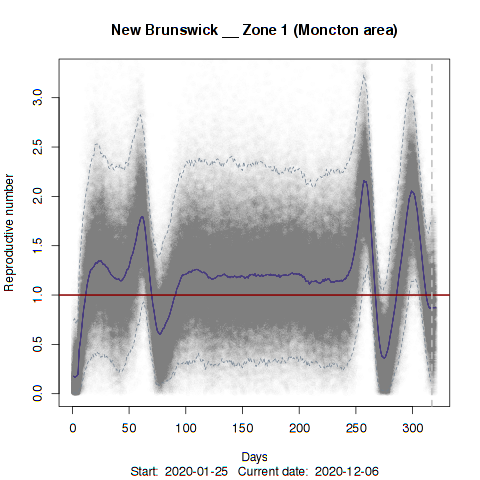 New Brunswick __ Zone 1 (Moncton area)
Reproductive number
3.0
2.5
2.0
1.5
1.0
0.5
0.0
0 50 100 150 200 250 300
Days
Start: 2020-01-25 Current date: 2020-12-06